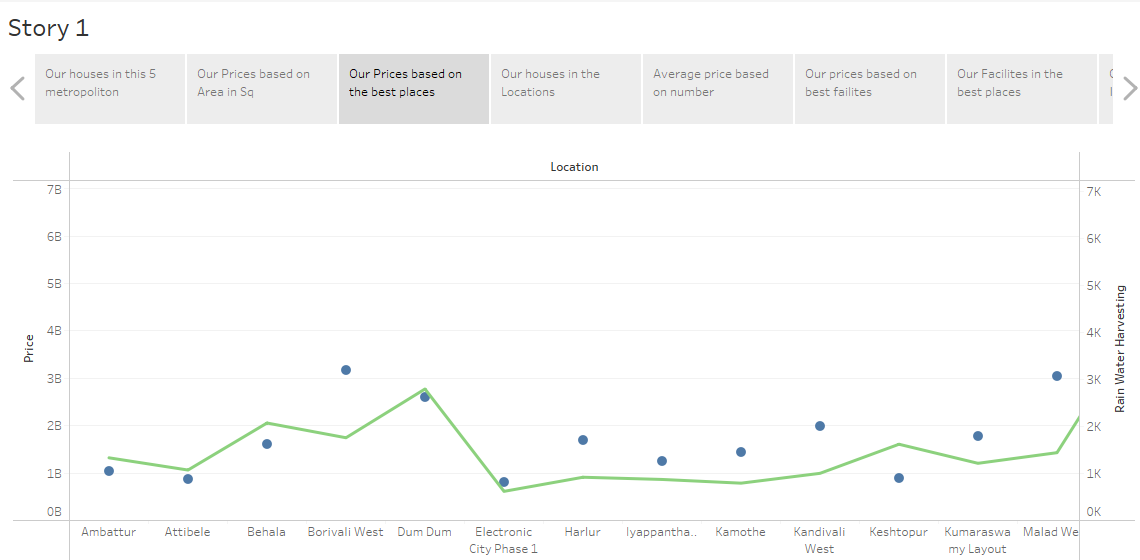 Story 1
Our houses in this 5
metropoliton
Our Prices based on
Area in Sq
Our Prices based on
the best places
Our houses in the
Locations
Average price based
on number
Our prices based on
best failites
Our Facilites in the
best places
Location
7B
6B
5B
4B
3B
2B
1B
0B
Price
7K
6K
5K
4K
3K
2K
1K
0K
Rain Water Harvesting
Ambattur
Attibele
Behala
Borivali West
Dum Dum
Electronic
City Phase 1
Harlur
Iyappantha..
Kamothe
Kandivali
West
Keshtopur
Kumaraswa
my Layout
Malad We